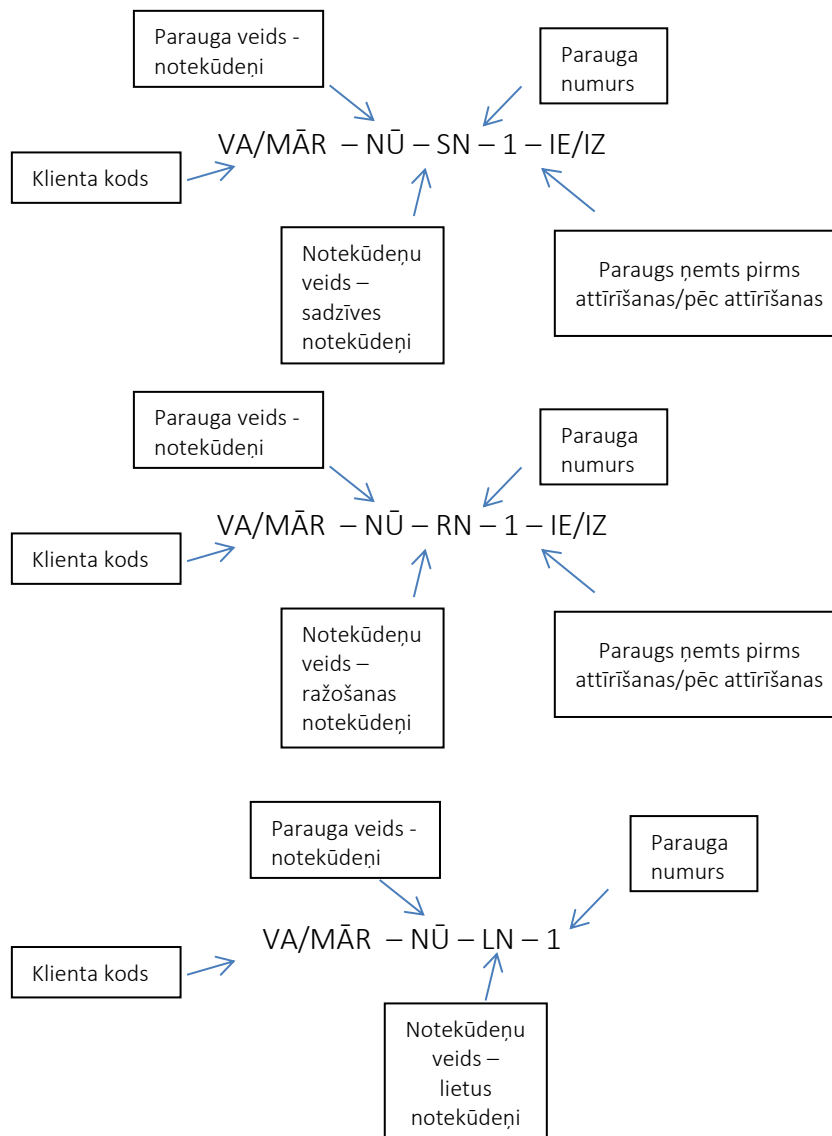 Parauga veids -
notekūdeņi
Parauga
numurs
VA/MĀR – NŪ – SN – 1 – IE/IZ
Klienta kods
Notekūdeņu
veids –
sadzīves
notekūdeņi
Paraugs ņemts pirms
attīrīšanas/pēc attīrīšanas
Parauga veids -
notekūdeņi
Parauga
numurs
VA/MĀR – NŪ – RN – 1 – IE/IZ
Klienta kods
Notekūdeņu
veids –
ražošanas
notekūdeņi
Paraugs ņemts pirms
attīrīšanas/pēc attīrīšanas
Parauga veids -
notekūdeņi
Parauga
numurs
VA/MĀR – NŪ – LN – 1
Klienta kods
Notekūdeņu
veids –
lietus
notekūdeņi